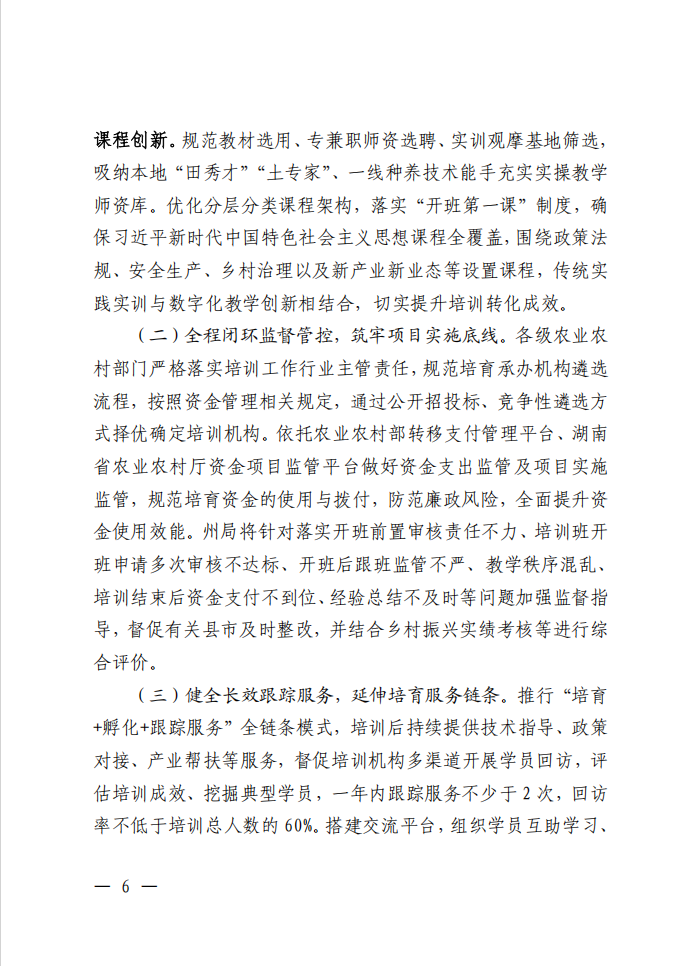 课程创新。规范教材选用、专兼职师资选聘、实训观摩基地筛选，
吸纳本地“田秀才”“土专家”、一线种养技术能手充实实操教学
师资库。优化分层分类课程架构，落实“开班第一课”制度，确
保习近平新时代中国特色社会主义思想课程全覆盖，围绕政策法
规、安全生产、乡村治理以及新产业新业态等设置课程，传统实
践实训与数字化教学创新相结合，切实提升培训转化成效。
（二）全程闭环监督管控，筑牢项目实施底线。各级农业农
村部门严格落实培训工作行业主管责任，规范培育承办机构遴选
流程，按照资金管理相关规定，通过公开招投标、竞争性遴选方
式择优确定培训机构。依托农业农村部转移支付管理平台、湖南
省农业农村厅资金项目监管平台做好资金支出监管及项目实施
监管，规范培育资金的使用与拨付，防范廉政风险，全面提升资
金使用效能。州局将针对落实开班前置审核责任不力、培训班开
班申请多次审核不达标、开班后跟班监管不严、教学秩序混乱、
培训结束后资金支付不到位、经验总结不及时等问题加强监督指
导，督促有关县市及时整改，并结合乡村振兴实绩考核等进行综
合评价。
（三）健全长效跟踪服务，延伸培育服务链条。推行“培育
+孵化+跟踪服务”全链条模式，培训后持续提供技术指导、政策
对接、产业帮扶等服务，督促培训机构多渠道开展学员回访，评
估培训成效、挖掘典型学员，一年内跟踪服务不少于 2 次，回访
率不低于培训总人数的 60%。搭建交流平台，组织学员互助学习、
— 6 —